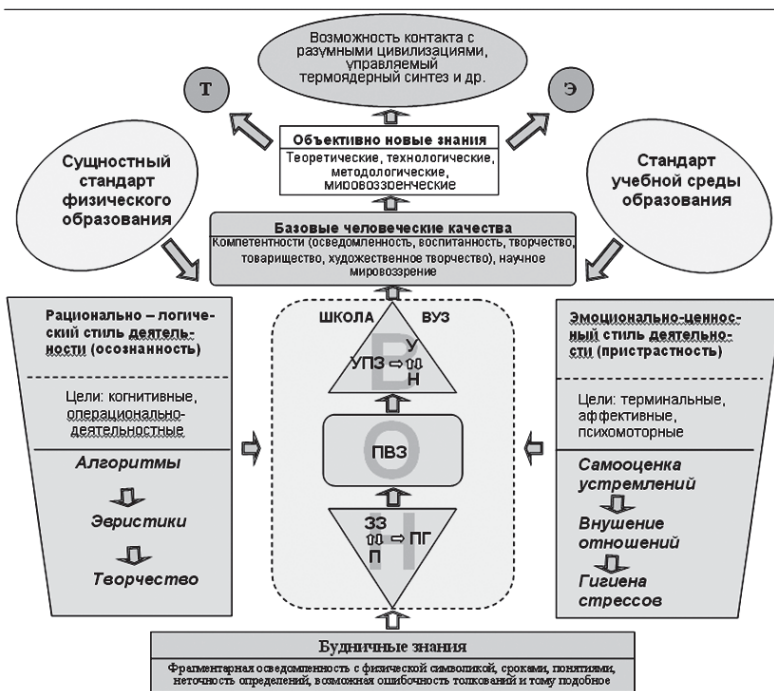 Возможность контакта с
разумными цивилизациями,
управляемый
термоядерный синтез и др.
Т
Э
Объективно новые знания
Теоретические, технологические,
методологические,
мировоззренческие
Сущностный
стандарт
физического
образования
Стандарт
учебной среды
образования
Базовые человеческие качества
Компетентности (осведомленность, воспитанность, творчество,
товарищество, художественное творчество), научное
мировоззрение
Рационально – логиче-
ский стиль деятель-
ности (осознанность)
Цели: когнитивные,
операционально-
деятельностные
Алгоритмы
Эвристики
Творчество
ШКОЛА ВУЗ
В
У
УПЗ
Н
О
ПВЗ
Н
ЗЗ
ПГ
П
Эмоционально-ценност-
ный стиль деятельно-
сти (пристрастность)
Цели: терминальные,
аффективные,
психомоторные
Самооценка
устремлений
Внушение
отношений
Гигиена
стрессов
Будничные знания
Фрагментарная осведомленность с физической символикой, сроками, понятиями,
неточность определений, возможная ошибочность толкований и тому подобное